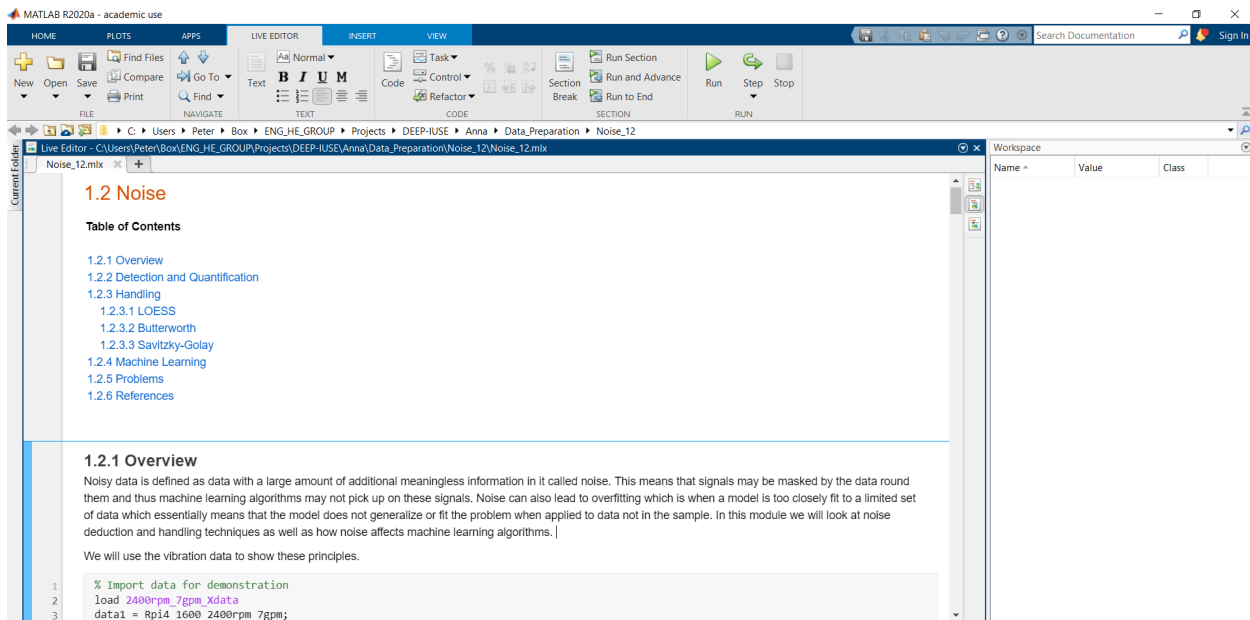 MATLAB R2020a - academic use
HOME PLOTS APPS LIVE EDITOR INSERT VIEW
Search Documentation
Sign In
New Open Save
Find Files
Compare
Print
FILE
Go To
Find
NAVIGATE
Text
Aa Normal
B I U M
TEXT
Code
Task
Control
Refactor
CODE
Section Break
Run Section
Run and Advance
Run to End
SECTION
Run Step Stop
RUN
C: Users Peter Box ENG_HE_GROUP Projects DEEP-IUSE Anna Data_Preparation Noise_12
Current Folder
Live Editor - C:\Users\Peter\Box\ENG_HE_GROUP\Projects\DEEP-IUSE\Anna\Data_Preparation\Noise_12\Noise_12.mlx
Noise_12.mlx
Workspace
Name Value Class
1.2 Noise
Table of Contents
1.2.1 Overview
1.2.2 Detection and Quantification
1.2.3 Handling
1.2.3.1 LOESS
1.2.3.2 Butterworth
1.2.3.3 Savitzky-Golay
1.2.4 Machine Learning
1.2.5 Problems
1.2.6 References
1.2.1 Overview
Noisy data is defined as data with a large amount of additional meaningless information in it called noise. This means that signals may be masked by the data round
them and thus machine learning algorithms may not pick up on these signals. Noise can also lead to overfitting which is when a model is too closely fit to a limited set
of data which essentially means that the model does not generalize or fit the problem when applied to data not in the sample. In this module we will look at noise
deduction and handling techniques as well as how noise affects machine learning algorithms.
We will use the vibration data to show these principles.
1 % Import data for demonstration
2 load 2400rpm_7gpm_Xdata
3 data1 = Rpi4_1600_2400rpm_7gpm;